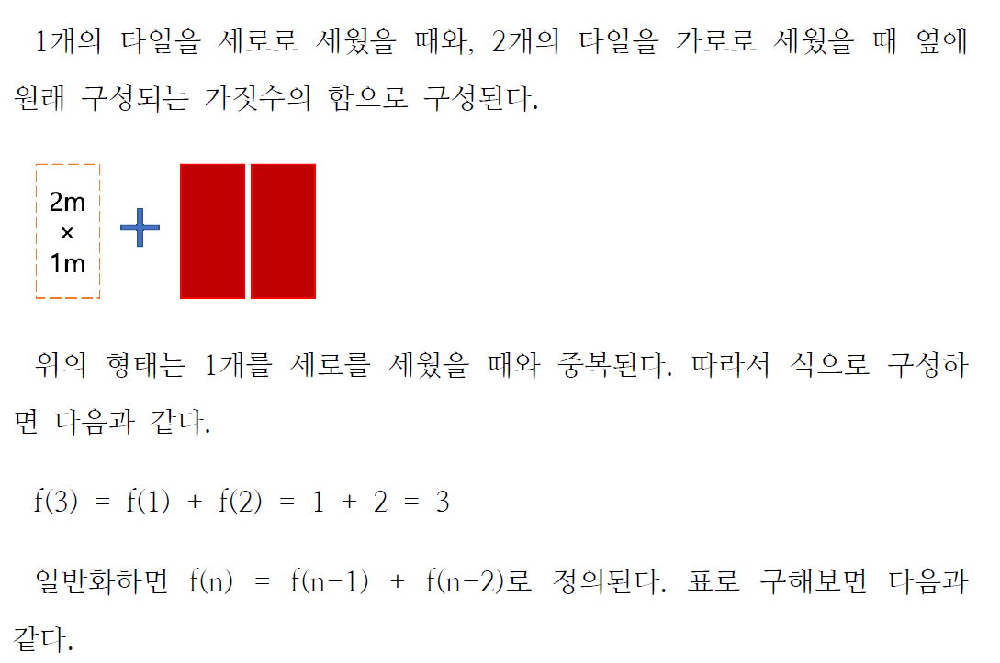 1개의 타일을 세로로 세웠을 때와, 2개의 타일을 가로로 세웠을 때 옆에
원래 구성되는 가짓수의 합으로 구성된다.
2m
×
1m
위의 형태는 1개를 세로를 세웠을 때와 중복된다. 따라서 식으로 구성하
면 다음과 같다.
f(3) = f(1) + f(2) = 1 + 2 = 3
일반화하면 f(n) = f(n-1) + f(n-2)로 정의된다. 표로 구해보면 다음과
같다.